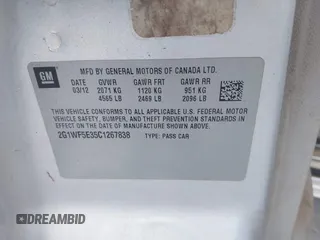 GM
MFD BY GENERAL MOTORS OF CANADA LTD.
03/12 GVWR GAWR FRT GAWR RR
2071 KG 1120 KG 951 KG
4565 LB 2469 LB 2096 LB
THIS VEHICLE CONFORMS TO ALL APPLICABLE U.S. FEDERAL MOTOR
VEHICLE SAFETY, BUMPER, AND THEFT PREVENTION STANDARDS IN EFFECT
ON THE DATE OF MANUFACTURE SHOWN ABOVE.
2G1WF5E35C1267838 TYPE: PASS CAR
DREAMBID